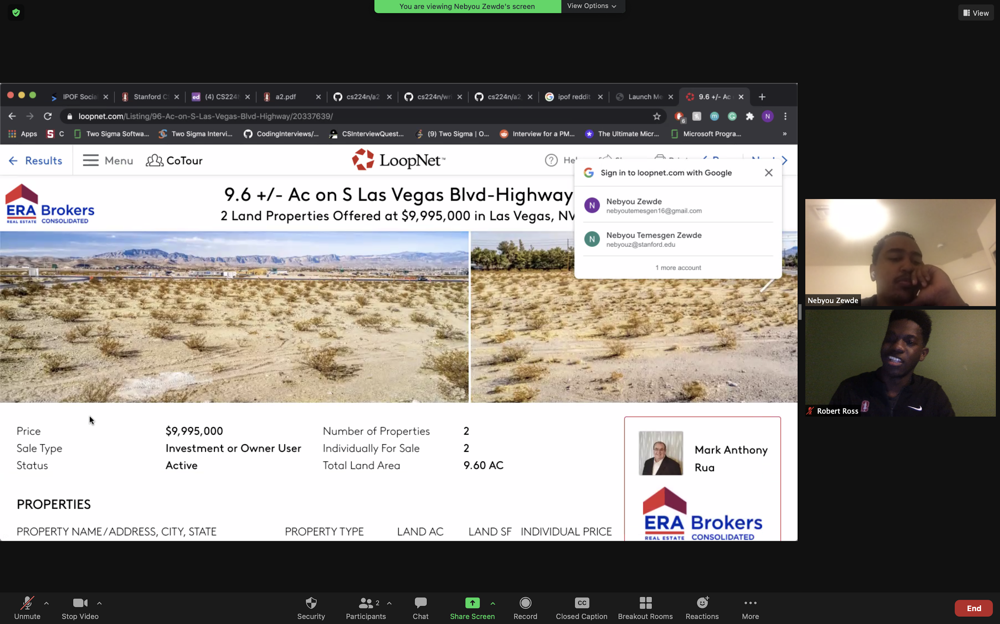 You are viewing Nebyou Zewde's screen View Options
View
IPOF Socia
Stanford C
ed (4) CS224
a2.pdf
cs224n/a2
cs224n/wri
cs224n/a2
ipof reddit
Launch Me
9.6 +/- Ac
loopnet.com/Listing/96-Ac-on-S-Las-Vegas-Blvd-Highway/20337639/
6
m
N
Apps
S C
Two Sigma Softwa...
Two Sigma Intervi...
CodingInterviews/...
CSInterviewQuest...
(9) Two Sigma | O...
Interview for a PM...
The Ultimate Micr...
Microsoft Progra...
»
Results
Menu
CoTour
LoopNet™
? Hel
ERA Brokers
REAL ESTATE CONSOLIDATED
9.6 +/- Ac on S Las Vegas Blvd-Highway
2 Land Properties Offered at $9,995,000 in Las Vegas, NV
G Sign in to loopnet.com with Google
N Nebyou Zewde
nebyoutemesgen16@gmail.com
N Nebyou Temesgen Zewde
nebyouz@stanford.edu
1 more account
Nebyou Zewde
Robert Ross
Price $9,995,000 Number of Properties 2
Sale Type Investment or Owner User Individually For Sale 2
Status Active Total Land Area 9.60 AC
Mark Anthony
Rua
ERA Brokers
REAL ESTATE CONSOLIDATED
PROPERTIES
PROPERTY NAME/ADDRESS, CITY, STATE PROPERTY TYPE LAND AC LAND SF INDIVIDUAL PRICE
Unmute
Stop Video
Security
2
Participants
Chat
Share Screen
Record
CC
Closed Caption
Breakout Rooms
Reactions
More
End